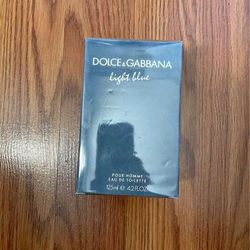 DOLCE&GABBANA
light blue
POUR HOMME
EAU DE TOILETTE
125ml ℮ 4.2 FL.OZ.